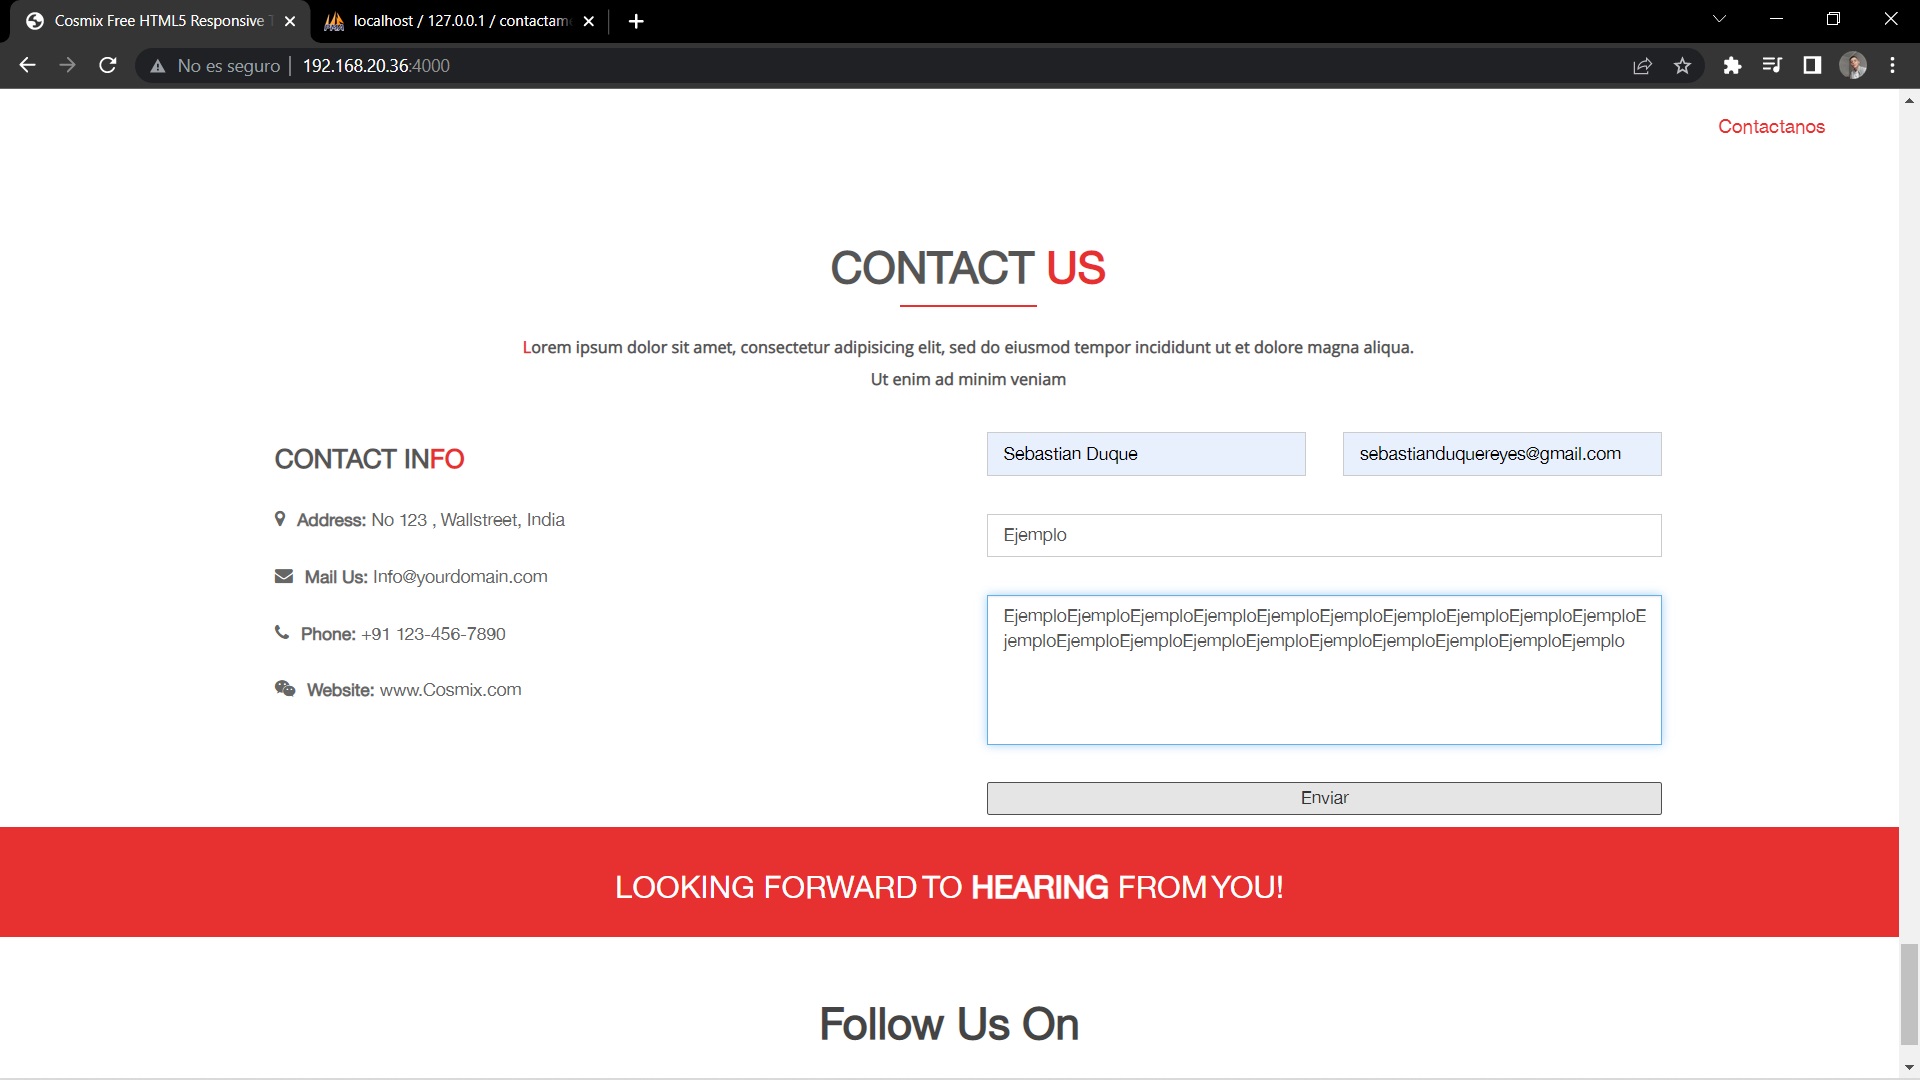 Cosmix Free HTML5 Responsive
localhost / 127.0.0.1 / contactam
No es seguro
192.168.20.36:4000
Contactanos
CONTACT US
Lorem ipsum dolor sit amet, consectetur adipisicing elit, sed do eiusmod tempor incididunt ut et dolore magna aliqua.
Ut enim ad minim veniam
CONTACT INFO
Address: No 123 , Wallstreet, India
Mail Us: Info@yourdomain.com
Phone: +91 123-456-7890
Website: www.Cosmix.com
Sebastian Duque
sebastianduquereyes@gmail.com
Ejemplo
EjemploEjemploEjemploEjemploEjemploEjemploEjemploEjemploEjemploEjemploE
jemploEjemploEjemploEjemploEjemploEjemploEjemploEjemploEjemploEjemplo
Enviar
LOOKING FORWARD TO HEARING FROM YOU!
Follow Us On